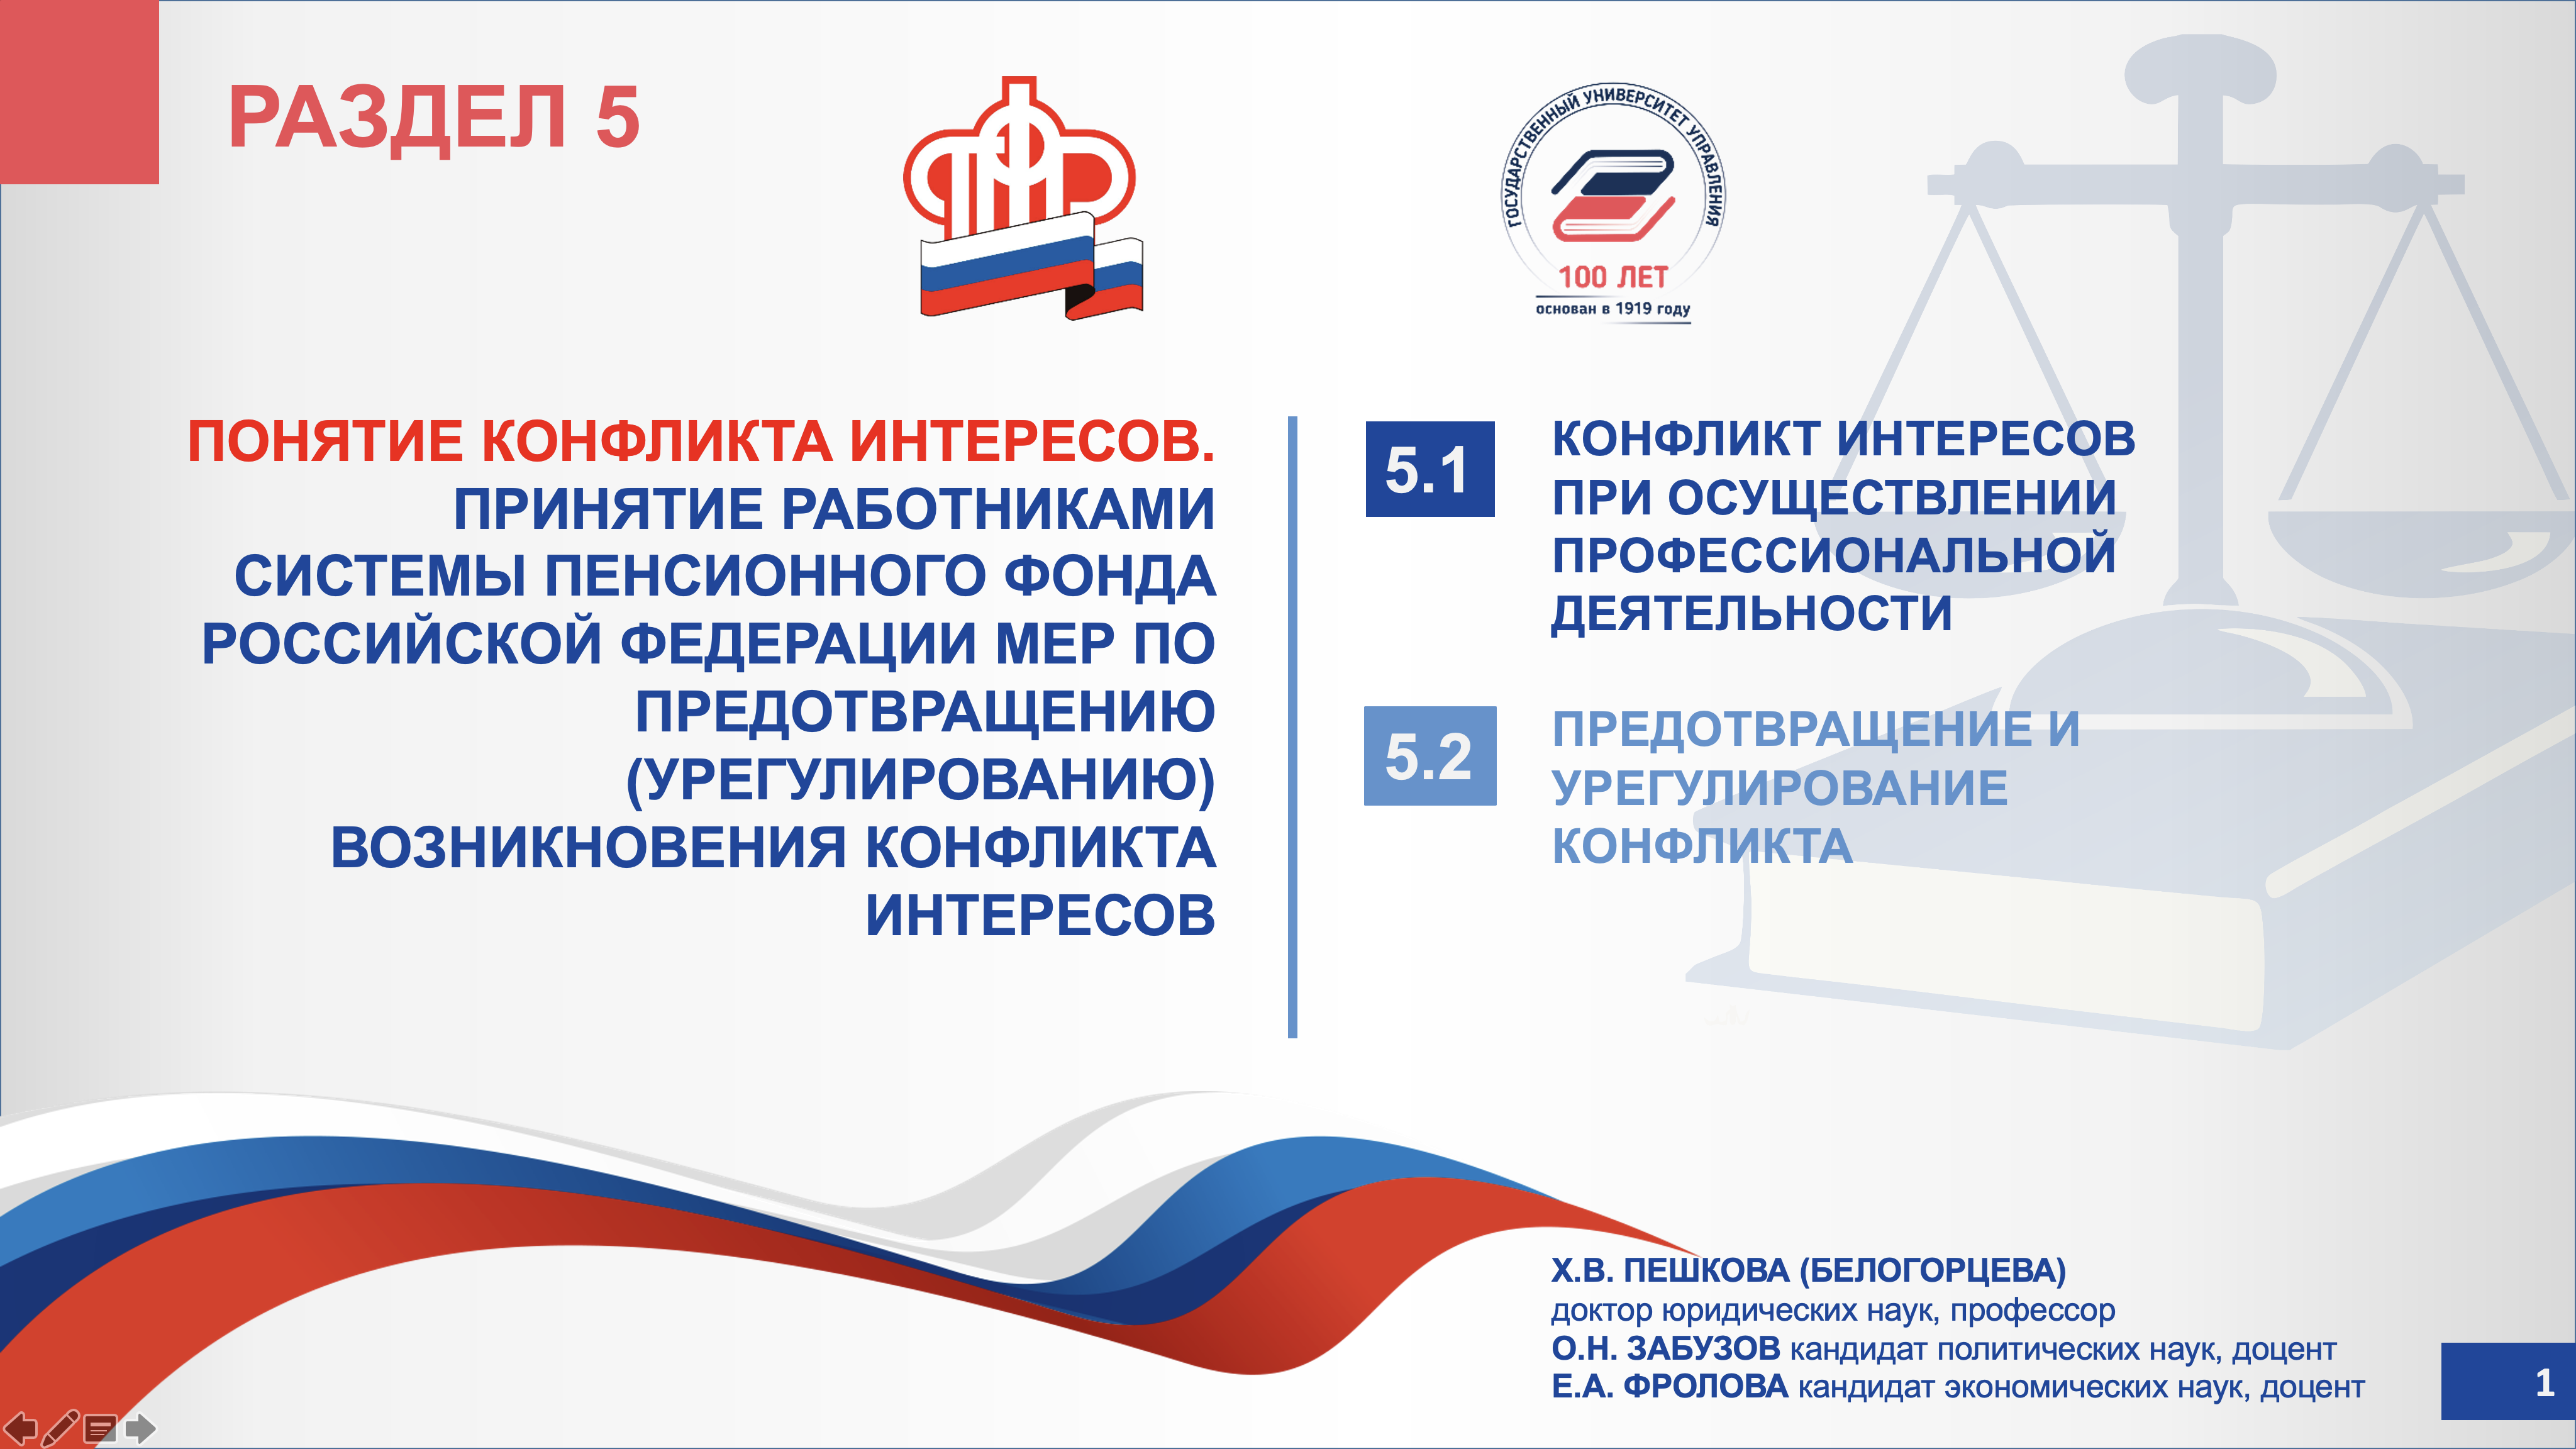 РАЗДЕЛ 5
ПФР
ГОСУДАРСТВЕННЫЙ УНИВЕРСИТЕТ УПРАВЛЕНИЯ
100 ЛЕТ
основан в 1919 году
ПОНЯТИЕ КОНФЛИКТА ИНТЕРЕСОВ.
ПРИНЯТИЕ РАБОТНИКАМИ
СИСТЕМЫ ПЕНСИОННОГО ФОНДА
РОССИЙСКОЙ ФЕДЕРАЦИИ МЕР ПО
ПРЕДОТВРАЩЕНИЮ
(УРЕГУЛИРОВАНИЮ)
ВОЗНИКНОВЕНИЯ КОНФЛИКТА
ИНТЕРЕСОВ
5.1
КОНФЛИКТ ИНТЕРЕСОВ
ПРИ ОСУЩЕСТВЛЕНИИ
ПРОФЕССИОНАЛЬНОЙ
ДЕЯТЕЛЬНОСТИ
5.2
ПРЕДОТВРАЩЕНИЕ И
УРЕГУЛИРОВАНИЕ
КОНФЛИКТА
Х.В. ПЕШКОВА (БЕЛОГОРЦЕВА)
доктор юридических наук, профессор
О.Н. ЗАБУЗОВ кандидат политических наук, доцент
Е.А. ФРОЛОВА кандидат экономических наук, доцент
1